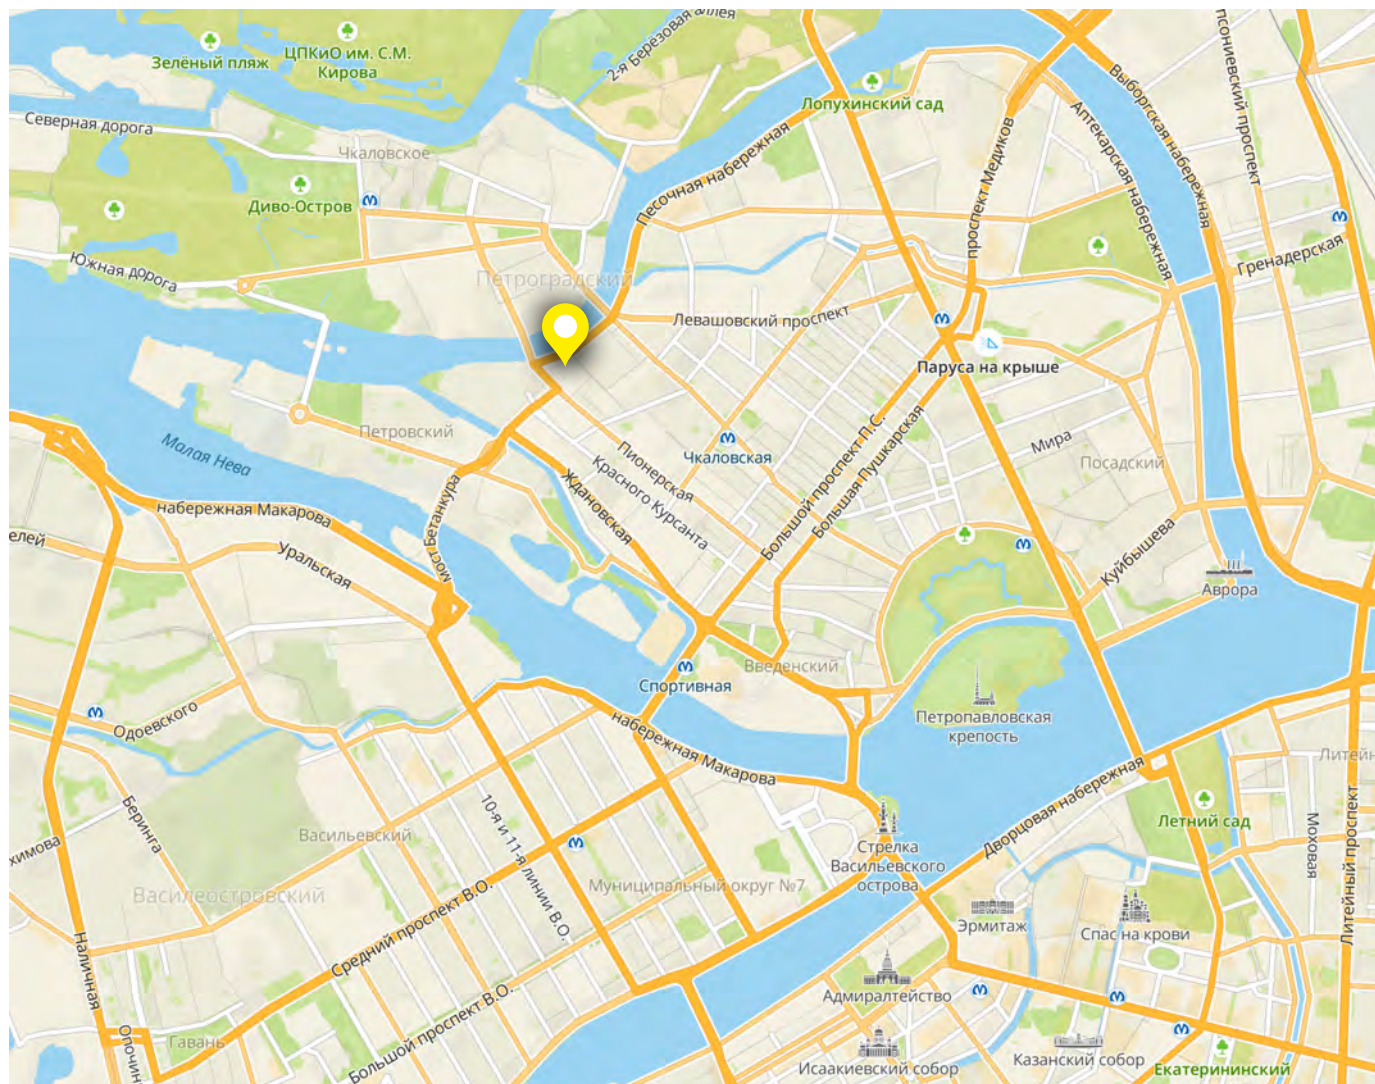 2-я Берёзовая аллея
ЦПКиО им. С.М.
Кирова
Зелёный пляж
Лопухинский сад
Северная дорога
Чкаловское
Песочная набережная
проспект Медиков
Аптекарская набережная
Выборгская набережная
Диво-Остров
Гренадерская
Южная дорога
Петроградский
Левашовский проспект
Паруса на крыше
Петровский
Малая Нева
Чкаловская
Пионерская
Красного Курсанта
Ждановская
Большой проспект П.С.
Большая Пушкарская
Мира
Посадский
набережная Макарова
Уральская
мост Бетанкура
Куйбышева
Аврора
Введенский
Спортивная
Петропавловская
крепость
Одоевского
набережная Макарова
Дворцовая набережная
Летний сад
Литейный проспект
Моховая
Беринга
Васильевский
10-я и 11-я линии В.О.
Стрелка
Васильевского
острова
Муниципальный округ №7
Василеостровский
Средний проспект В.О.
Эрмитаж
Спас на крови
Наличная
Адмиралтейство
Большой проспект В.О.
Гавань
Исаакиевский собор
Казанский собор
Екатерининский